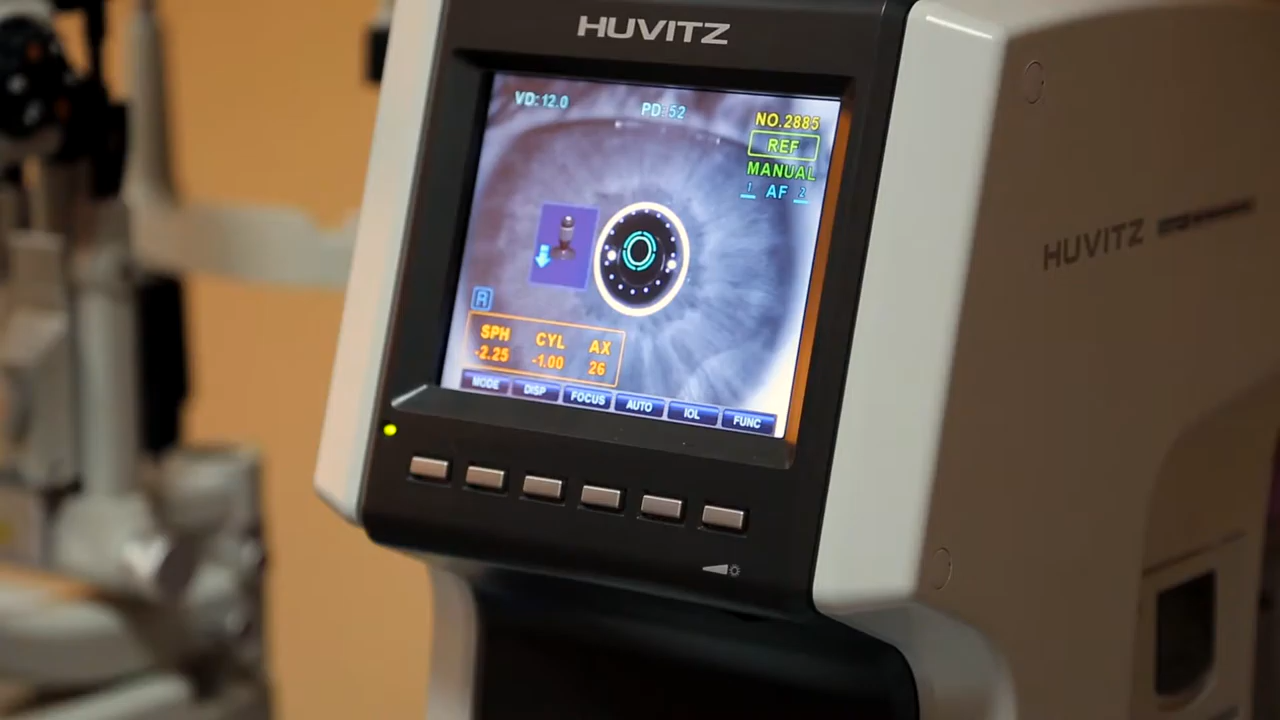 HUVITZ
VD:12.0 PD:52 NO.2885
REF
MANUAL
1 AF 2
R
SPH CYL AX
-2.25 -1.00 26
MODE DISP FOCUS AUTO IOL FUNC
HUVITZ